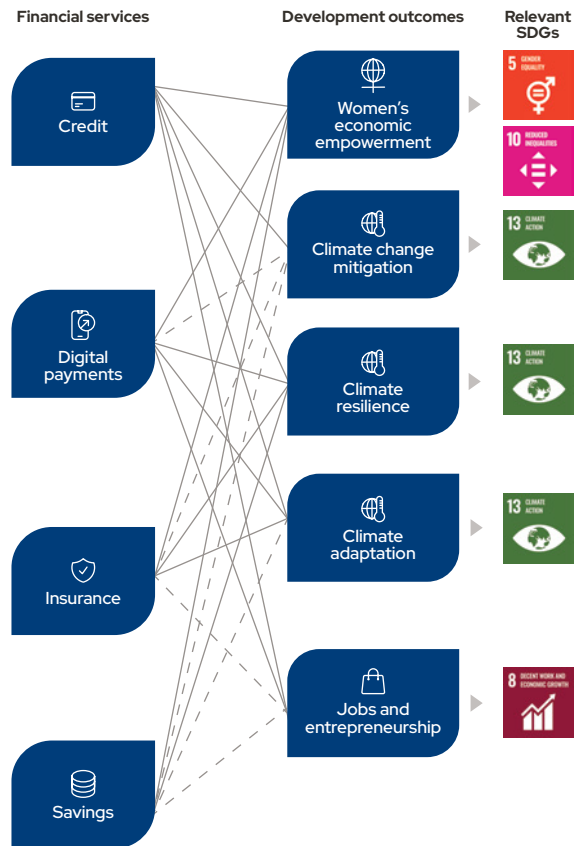 Financial services
Development outcomes
Relevant
SDGs
Credit
Digital
payments
Insurance
Savings
Women’s
economic
empowerment
Climate change
mitigation
Climate
resilience
Climate
adaptation
Jobs and
entrepreneurship
5 GENDER
EQUALITY
10 REDUCED
INEQUALITIES
13 CLIMATE
ACTION
13 CLIMATE
ACTION
13 CLIMATE
ACTION
8 DECENT WORK AND
ECONOMIC GROWTH